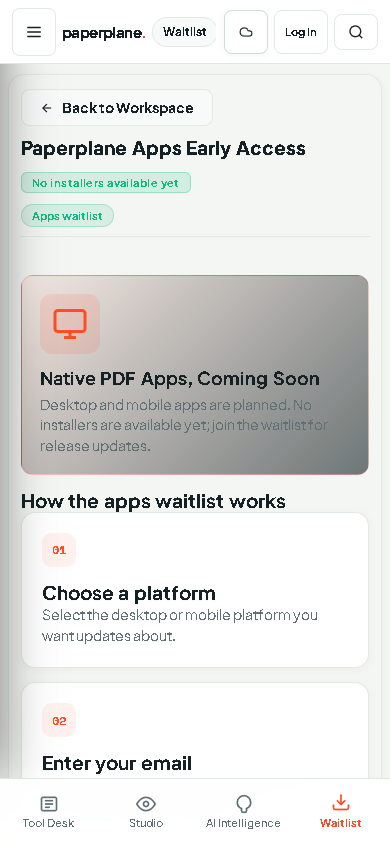 paperplane.
Waitlist
Log In
Back to Workspace
Paperplane Apps Early Access
No installers available yet
Apps waitlist
Native PDF Apps, Coming Soon
Desktop and mobile apps are planned. No
installers are available yet; join the waitlist for
release updates.
How the apps waitlist works
01
Choose a platform
Select the desktop or mobile platform you
want updates about.
02
Enter your email
Tool Desk
Studio
AI Intelligence
Waitlist